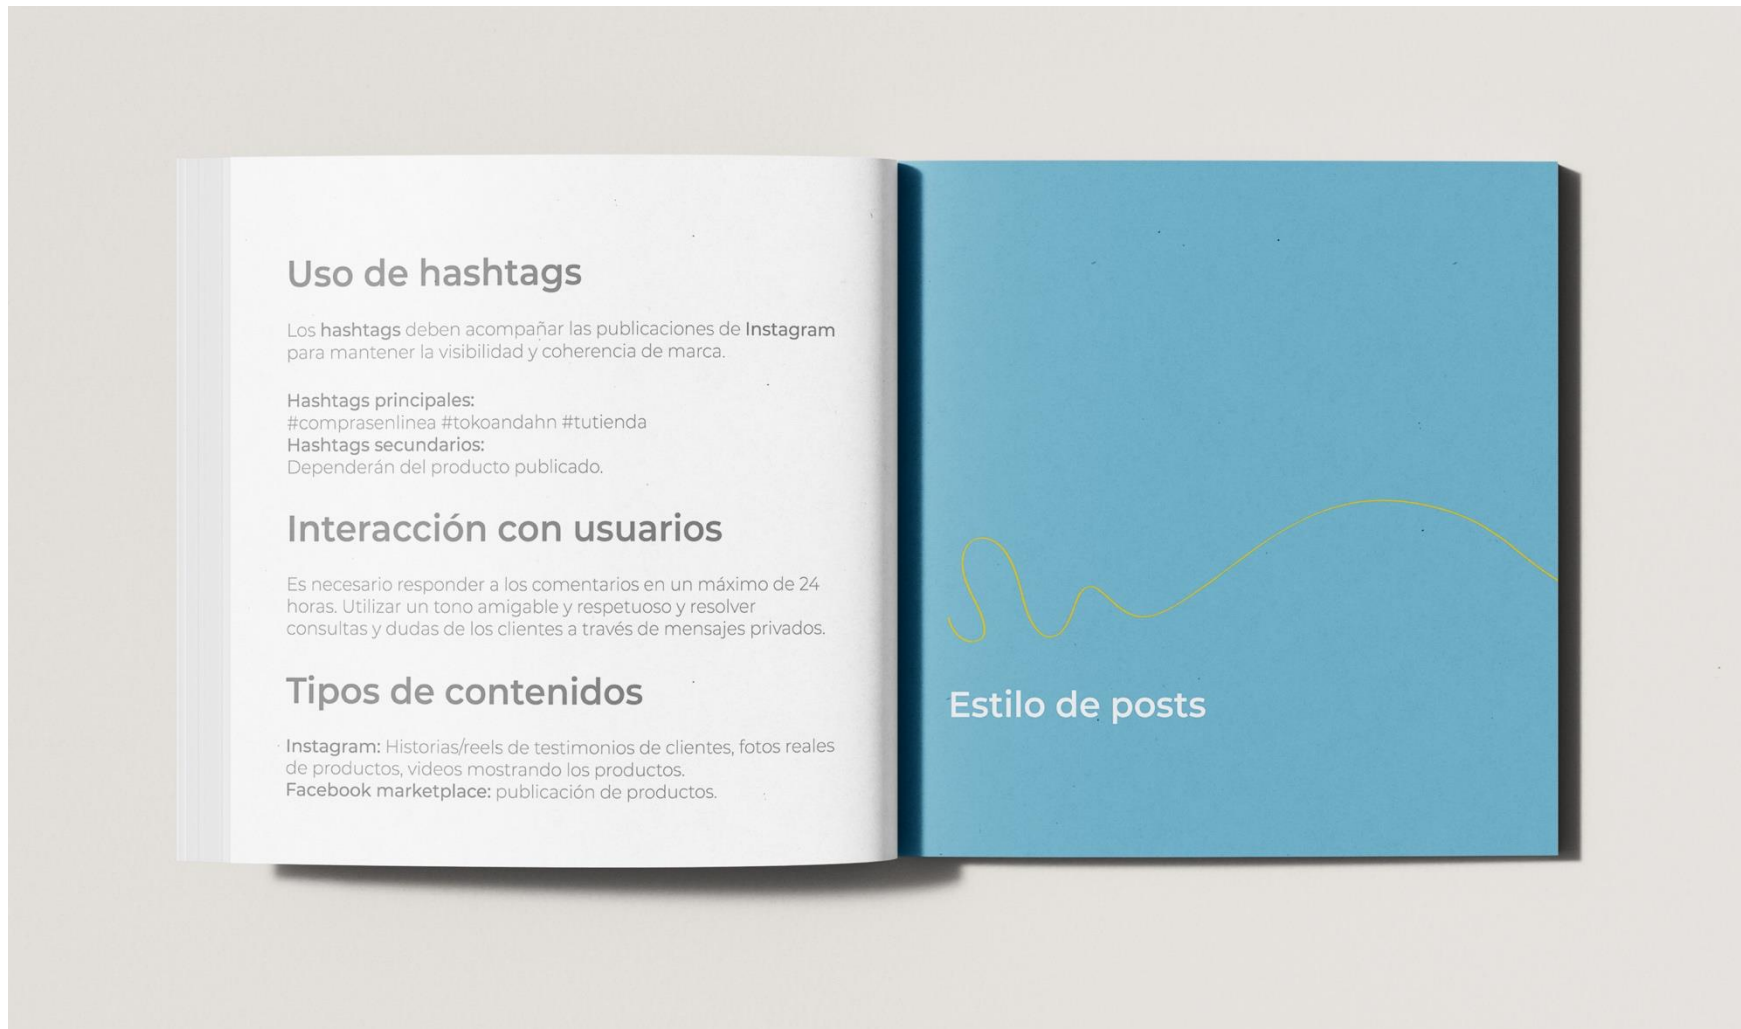 Uso de hashtags
Los hashtags deben acompañar las publicaciones de Instagram
para mantener la visibilidad y coherencia de marca.
Hashtags principales:
#comprasenlinea #tokoandahn #tutienda
Hashtags secundarios:
Dependerán del producto publicado.
Interacción con usuarios
Es necesario responder a los comentarios en un máximo de 24
horas. Utilizar un tono amigable y respetuoso y resolver
consultas y dudas de los clientes a través de mensajes privados.
Tipos de contenidos
Instagram: Historias/reels de testimonios de clientes, fotos reales
de productos, videos mostrando los productos.
Facebook marketplace: publicación de productos.
Estilo de posts